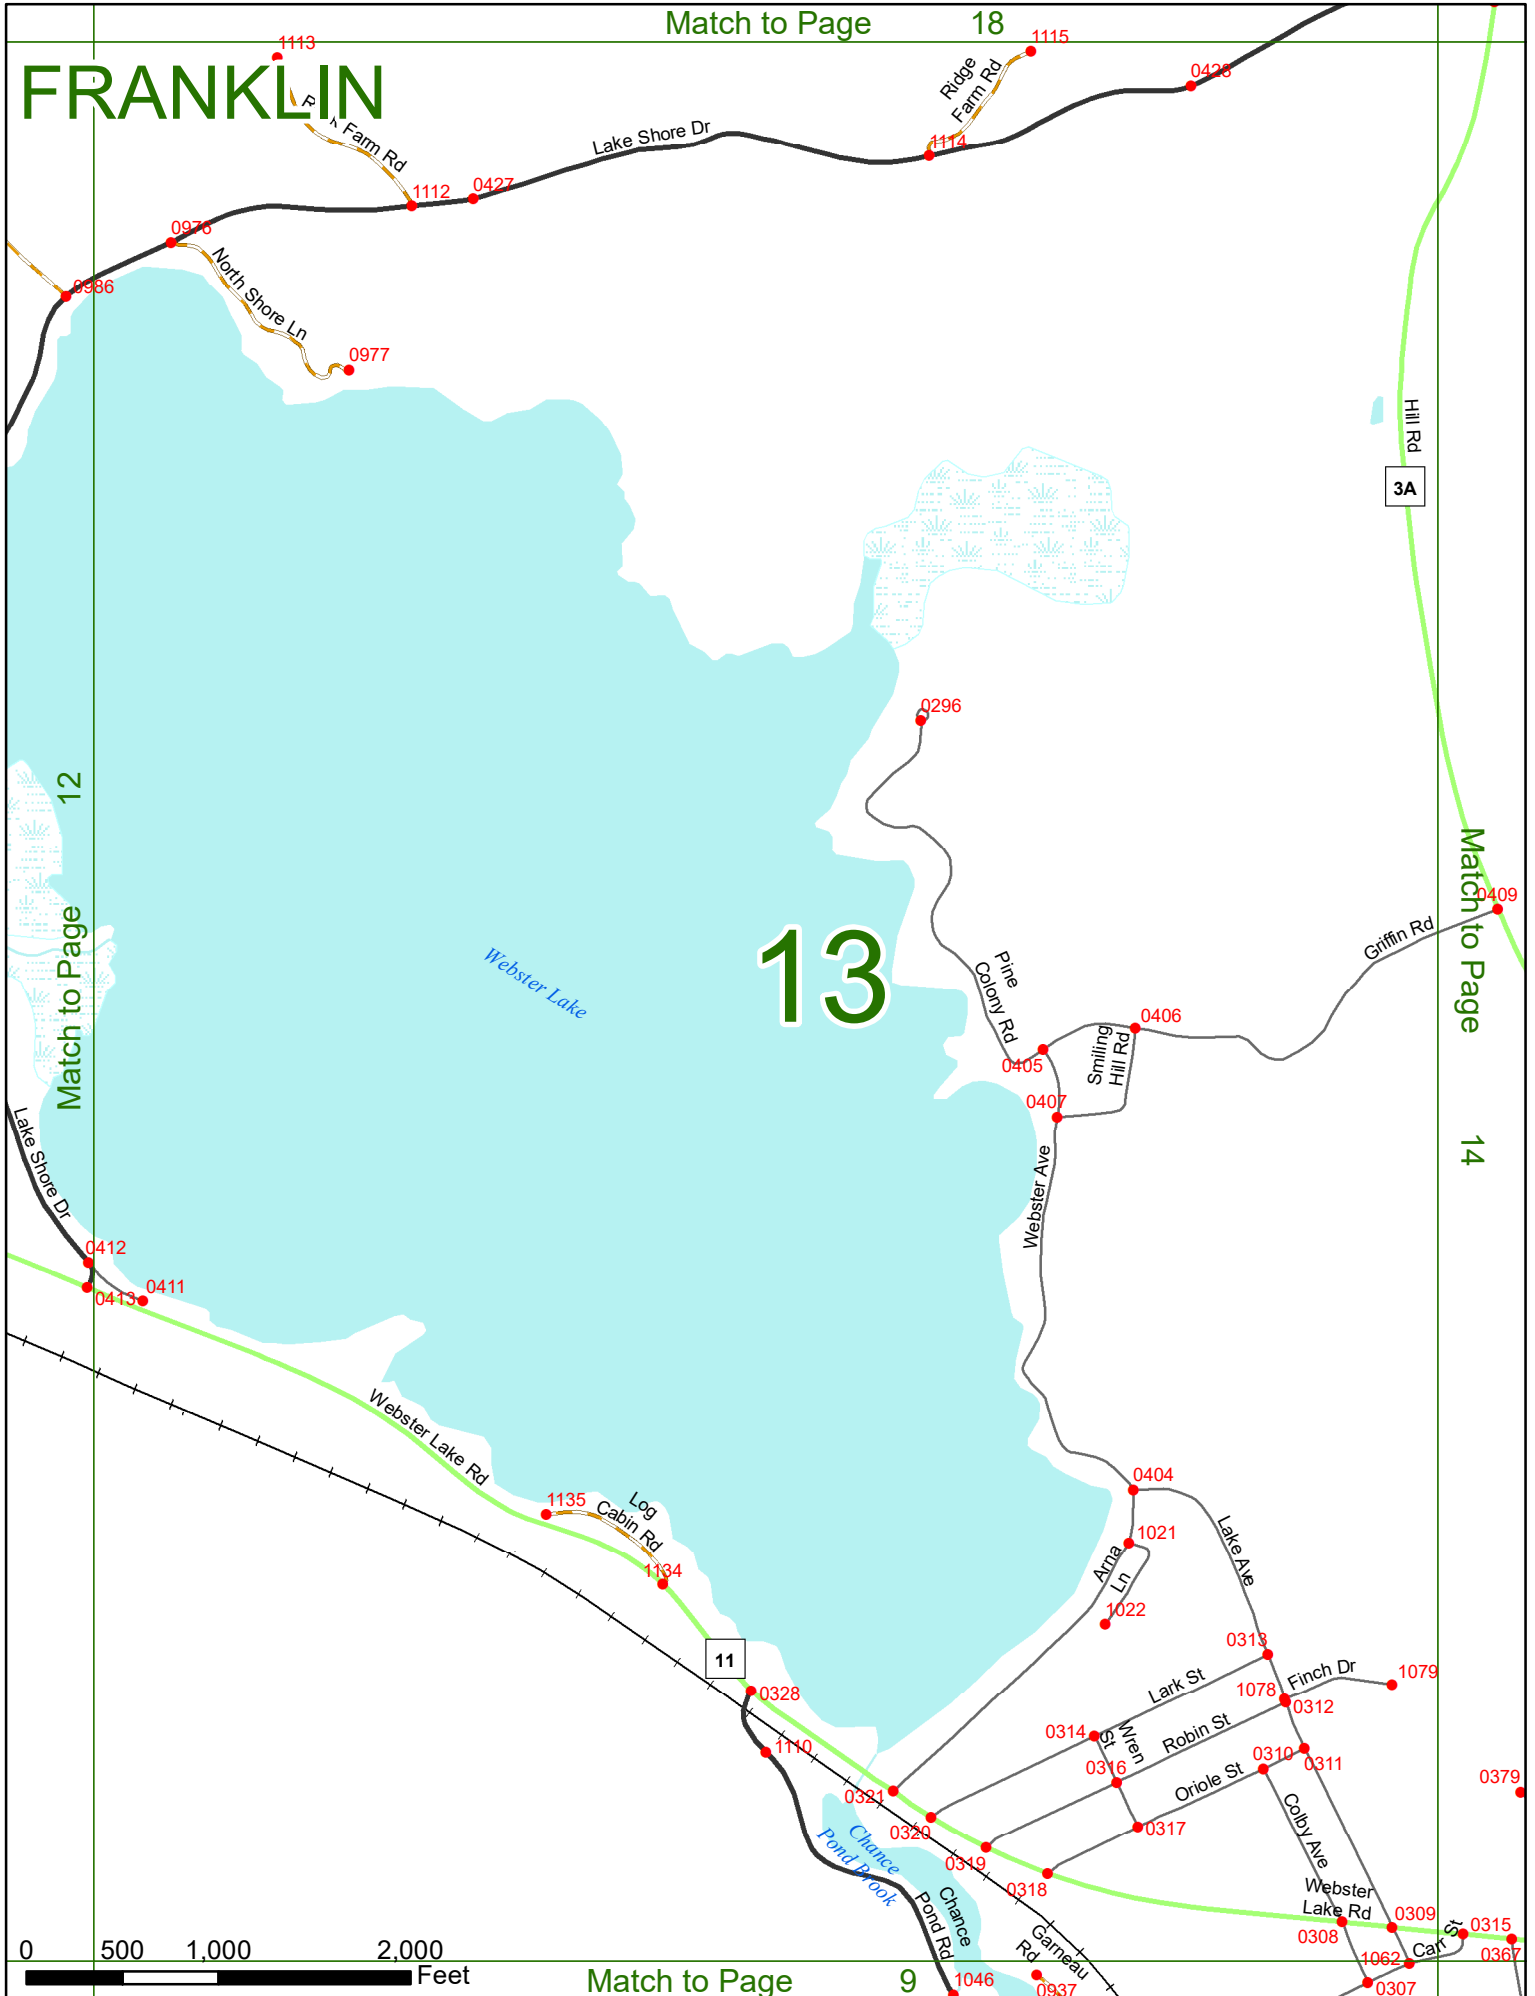 Match to Page 18
FRANKLIN
1113
1115
0428
Ridge
Farm Rd
Farm Rd
Lake Shore Dr
1114
1112
0427
0976
0986
North Shore Ln
0977
Hill Rd
3A
0296
12
Match to Page
13
Webster Lake
Pine
Colony Rd
0405
0406
Smiling
Hill Rd
0407
Griffin Rd
0409
Match to Page
14
Webster Ave
Lake Shore Dr
0412
0413
0411
Webster Lake Rd
1135
Log
Cabin Rd
1134
11
0328
1110
0404
1021
Arna
Ln
1022
Lake Ave
0313
Lark St
Finch Dr
1079
1078
0312
0314
Wren
St
Robin St
0316
0310
0311
Oriole St
0317
0379
0321
0320
0319
0318
Colby Ave
Chance
Pond Brook
Chance
Pond Rd
Webster
Lake Rd
0308
0309
Carr St
0315
0367
1062
0307
Garneau
Rd
0937
1046
0 500 1,000 2,000
Feet
Match to Page 9